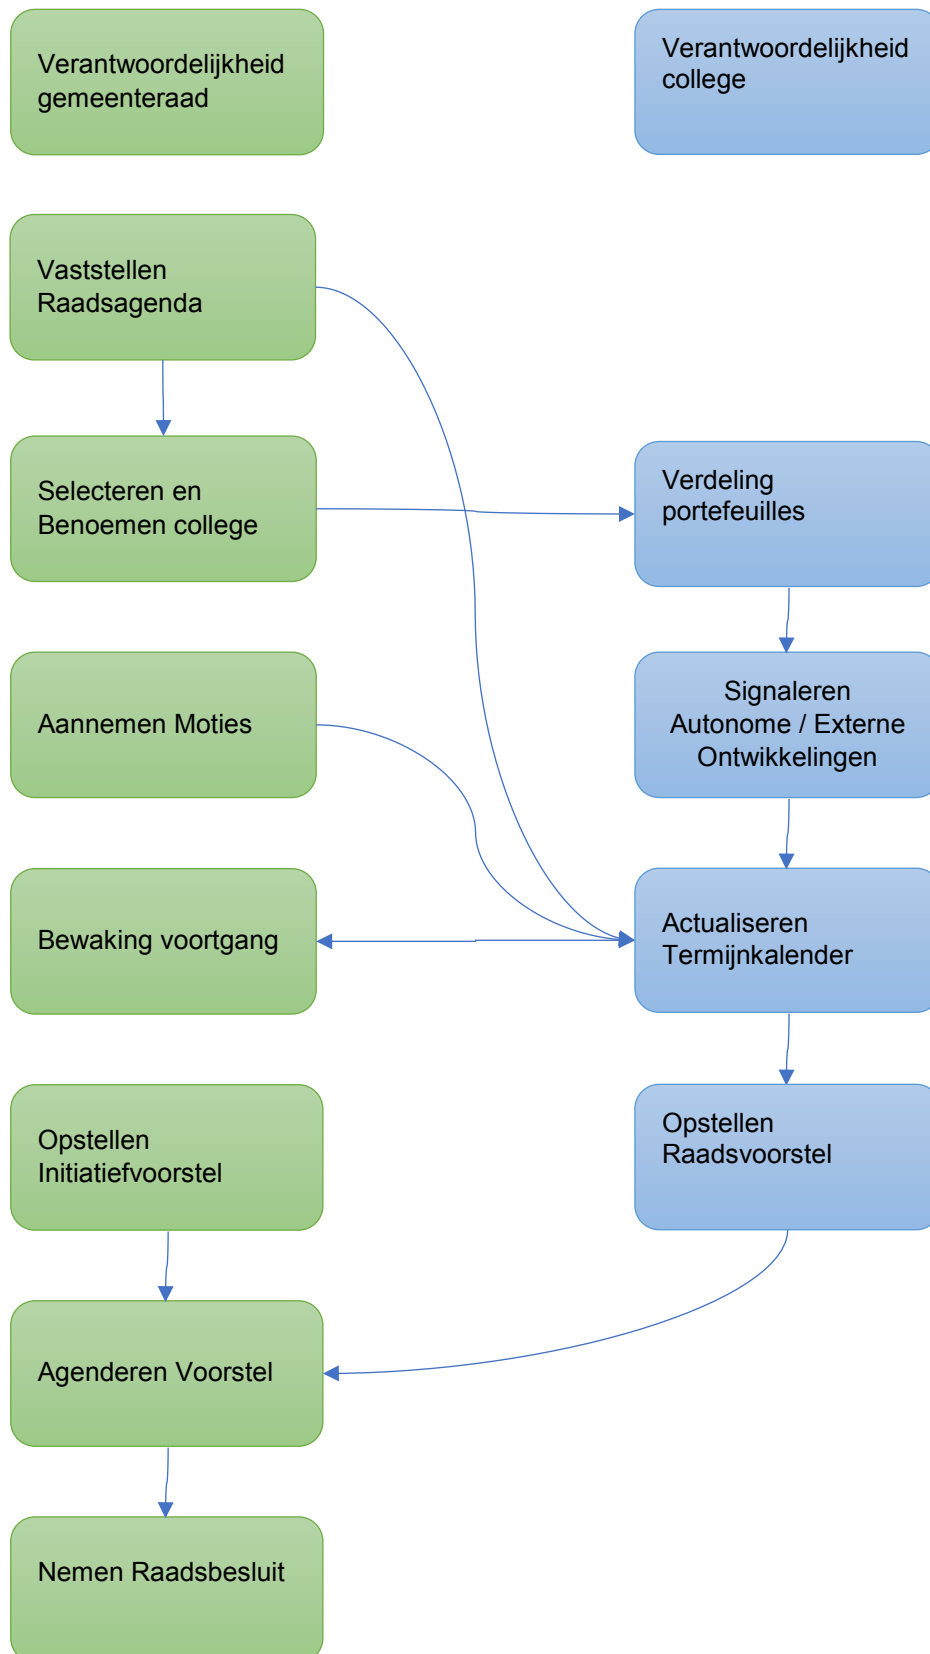 Verantwoordelijkheid
gemeenteraad
Verantwoordelijkheid
college
Vaststellen
Raadsagenda
Selecteren en
Benoemen college
Verdeling
portefeuilles
Aannemen Moties
Signaleren
Autonome / Externe
Ontwikkelingen
Bewaking voortgang
Actualiseren
Termijnkalender
Opstellen
Initiatiefvoorstel
Opstellen
Raadsvoorstel
Agenderen Voorstel
Nemen Raadsbesluit